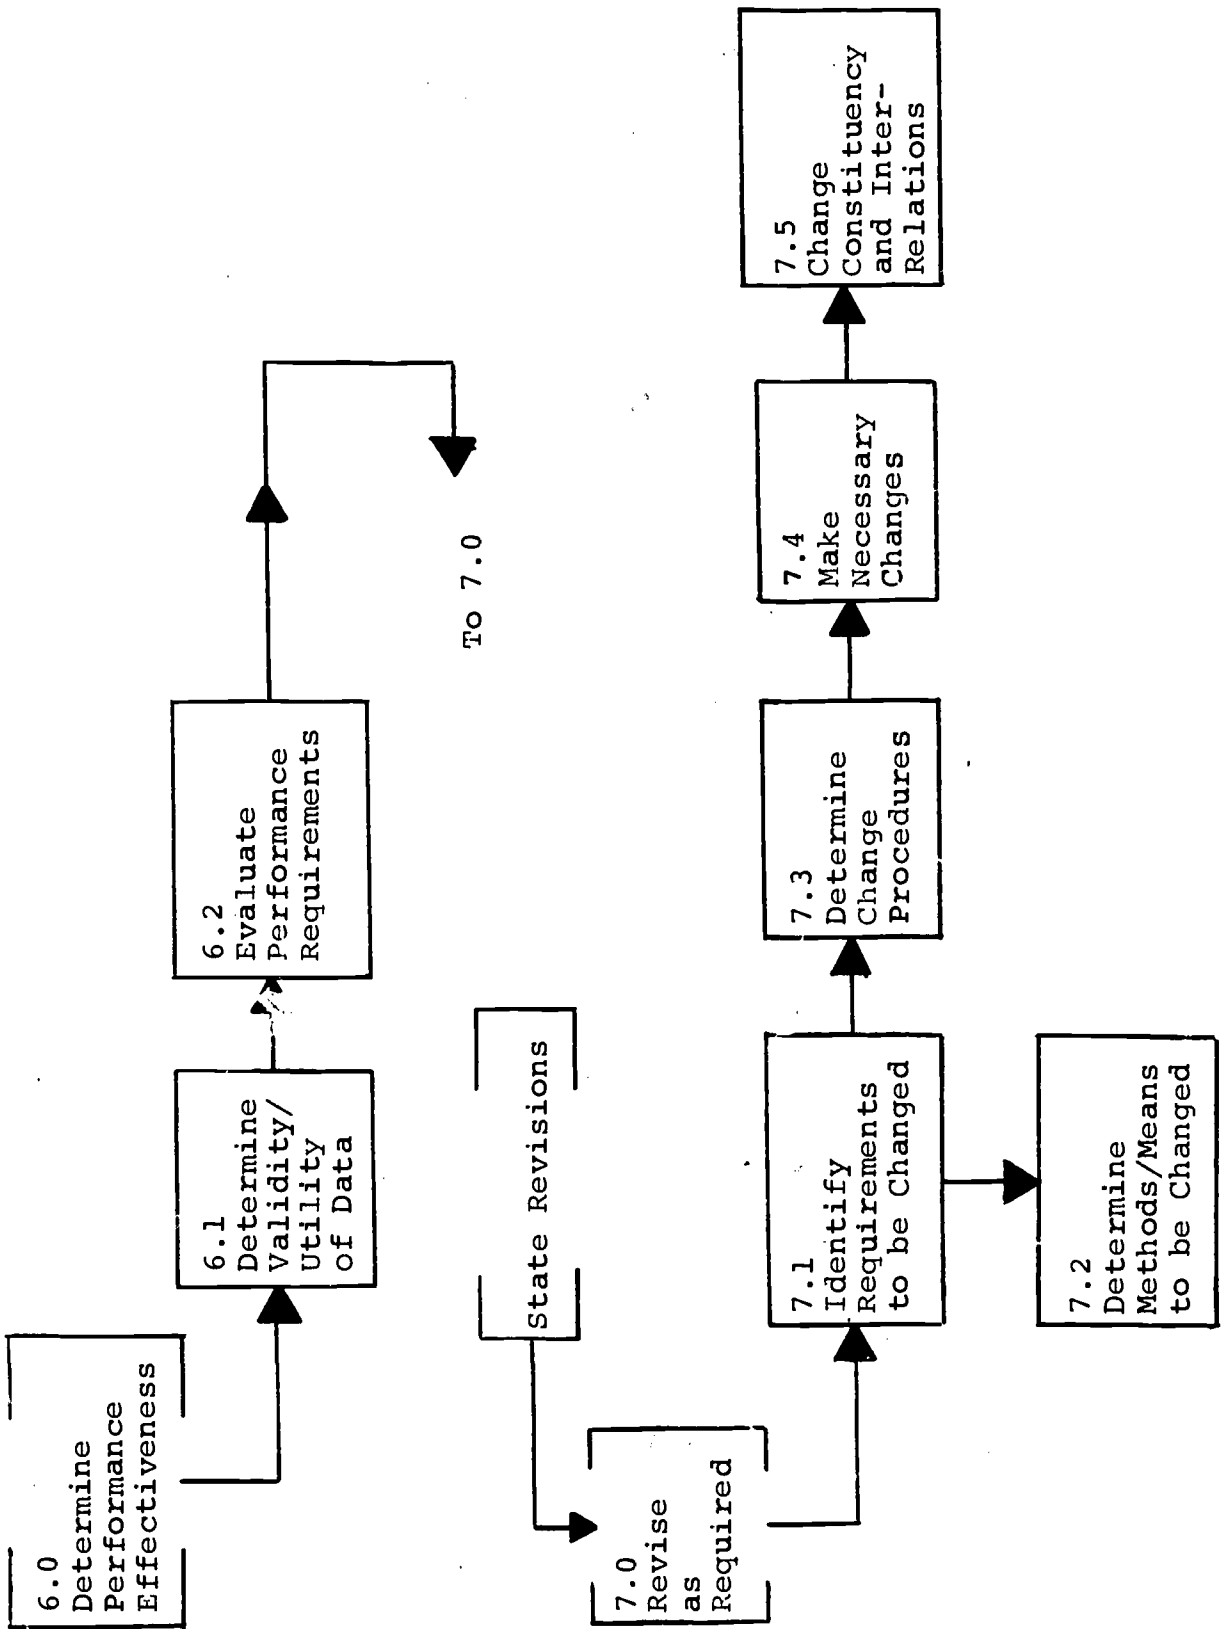 6.0
Determine
Performance
Effectiveness
6.1
Determine
Validity/
Utility
of Data
6.2
Evaluate
Performance
Requirements
To 7.0
State Revisions
7.0
Revise
as
Required
7.1
Identify
Requirements
to be Changed
7.2
Determine
Methods/Means
to be Changed
7.3
Determine
Change
Procedures
7.4
Make
Necessary
Changes
7.5
Change
Constituency
and Inter-
Relations